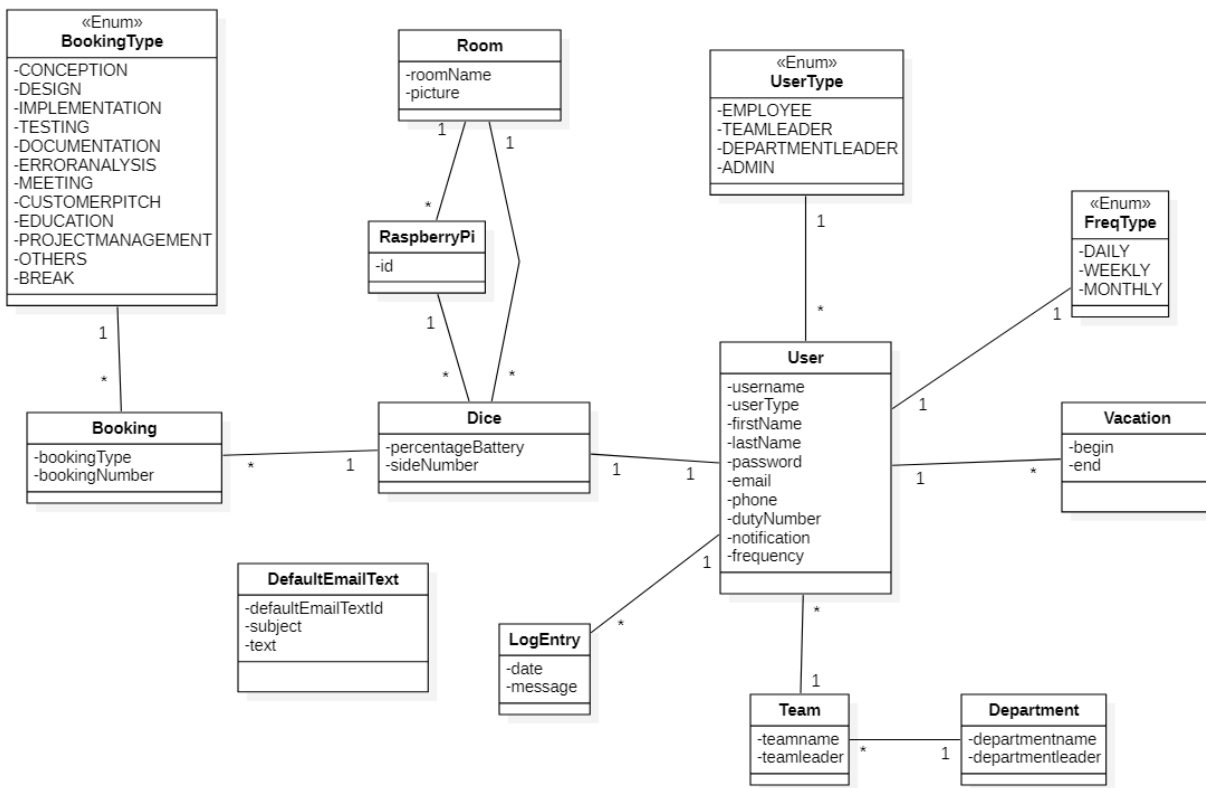 «Enum»
BookingType
-CONCEPTION
-DESIGN
-IMPLEMENTATION
-TESTING
-DOCUMENTATION
-ERRORANALYSIS
-MEETING
-CUSTOMERPITCH
-EDUCATION
-PROJECTMANAGEMENT
-OTHERS
-BREAK
1
*
Booking
-bookingType
-bookingNumber
*
1
Room
-roomName
-picture
1
1
*
RaspberryPi
-id
1
*
*
Dice
-percentageBattery
-sideNumber
1
1
«Enum»
UserType
-EMPLOYEE
-TEAMLEADER
-DEPARTMENTLEADER
-ADMIN
1
*
«Enum»
FreqType
-DAILY
-WEEKLY
-MONTHLY
1
1
User
-username
-userType
-firstName
-lastName
-password
-email
-phone
-dutyNumber
-notification
-frequency
1
*
Vacation
-begin
-end
DefaultEmailText
-defaultEmailTextId
-subject
-text
1
*
LogEntry
-date
-message
*
1
Team
-teamname
-teamleader
*
1
Department
-departmentname
-departmentleader